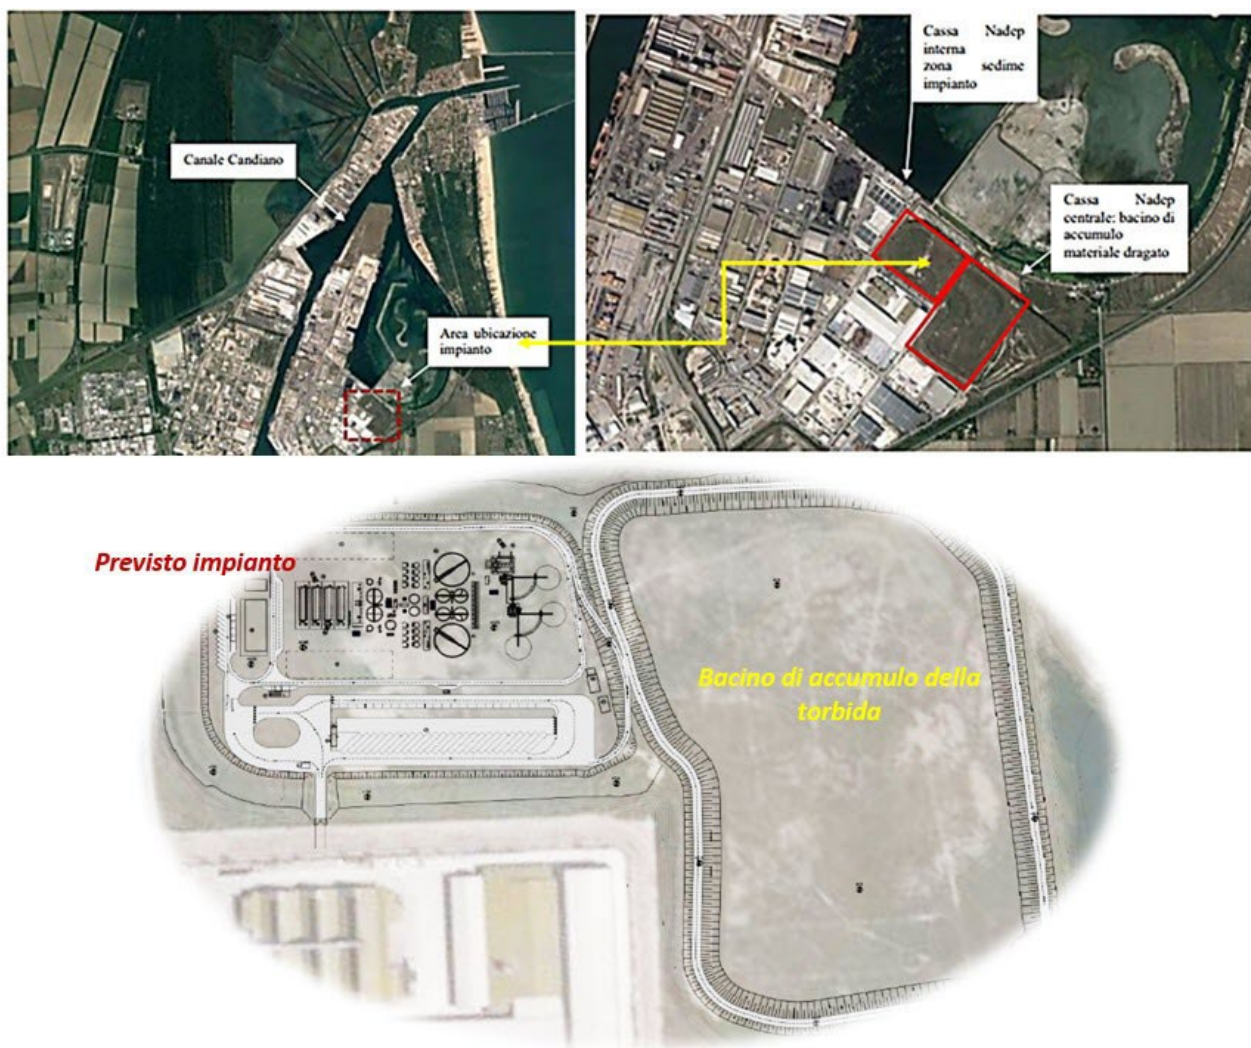 Canale Candiano
Area ubicazione
impianto
Cassa Nadep
interna
zona sedime
impianto
Cassa Nadep
centrale: bacino di
accumulo
materiale dragato
Previsto impianto
Bacino di accumulo della
torbida